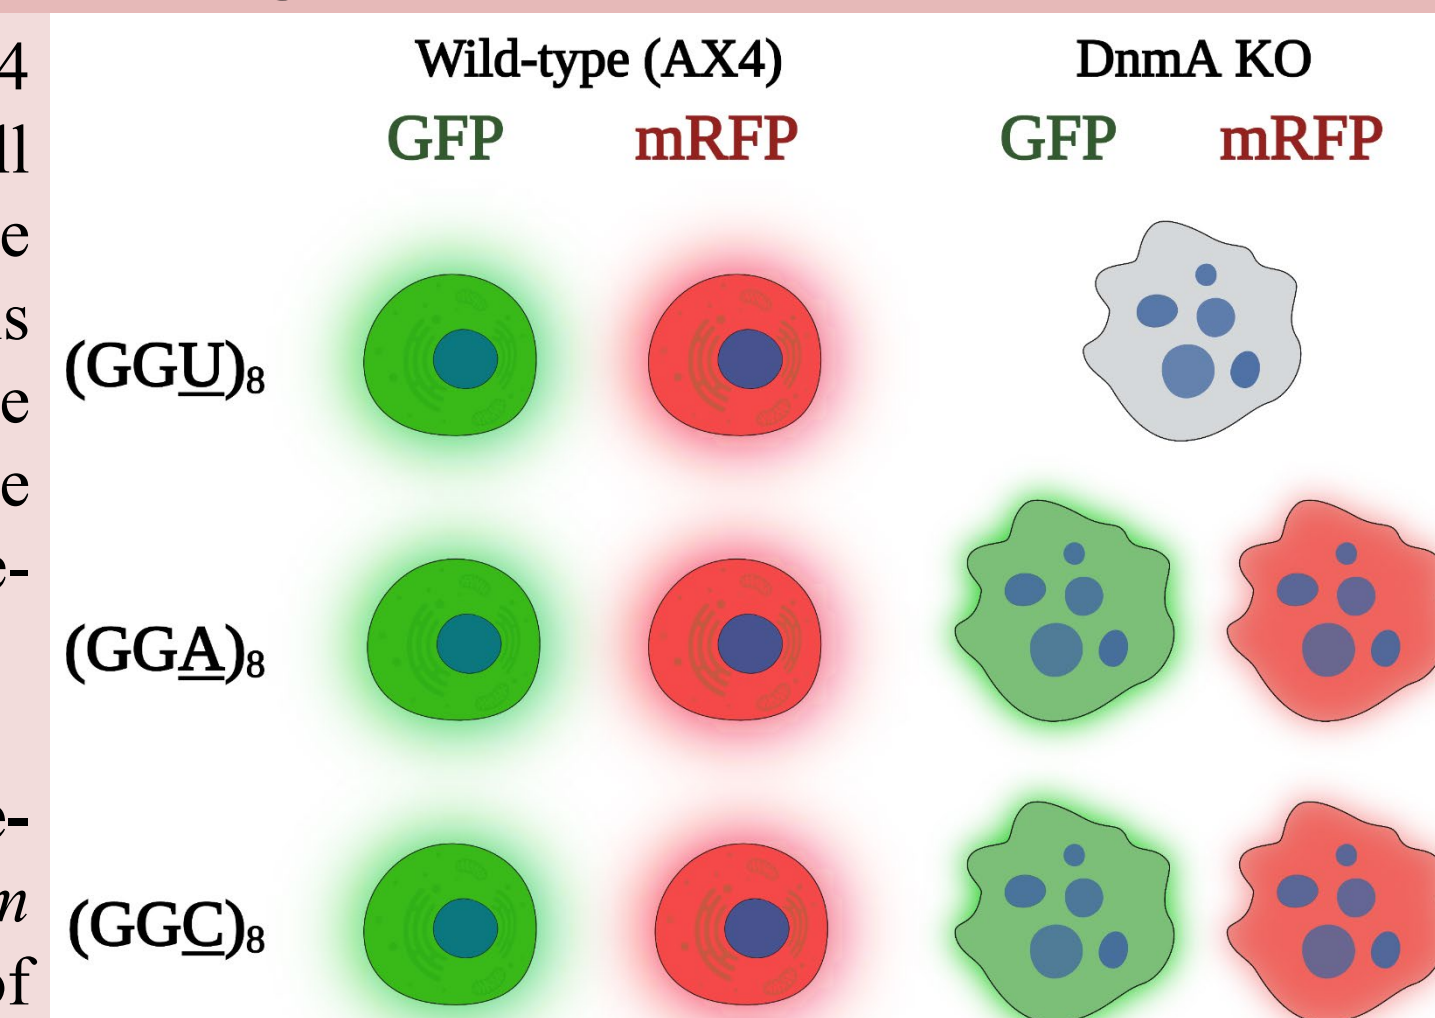 Wild-type (AX4) DnmA KO
GFP mRFP GFP mRFP
(GGU)₈
(GGA)₈
(GGC)₈